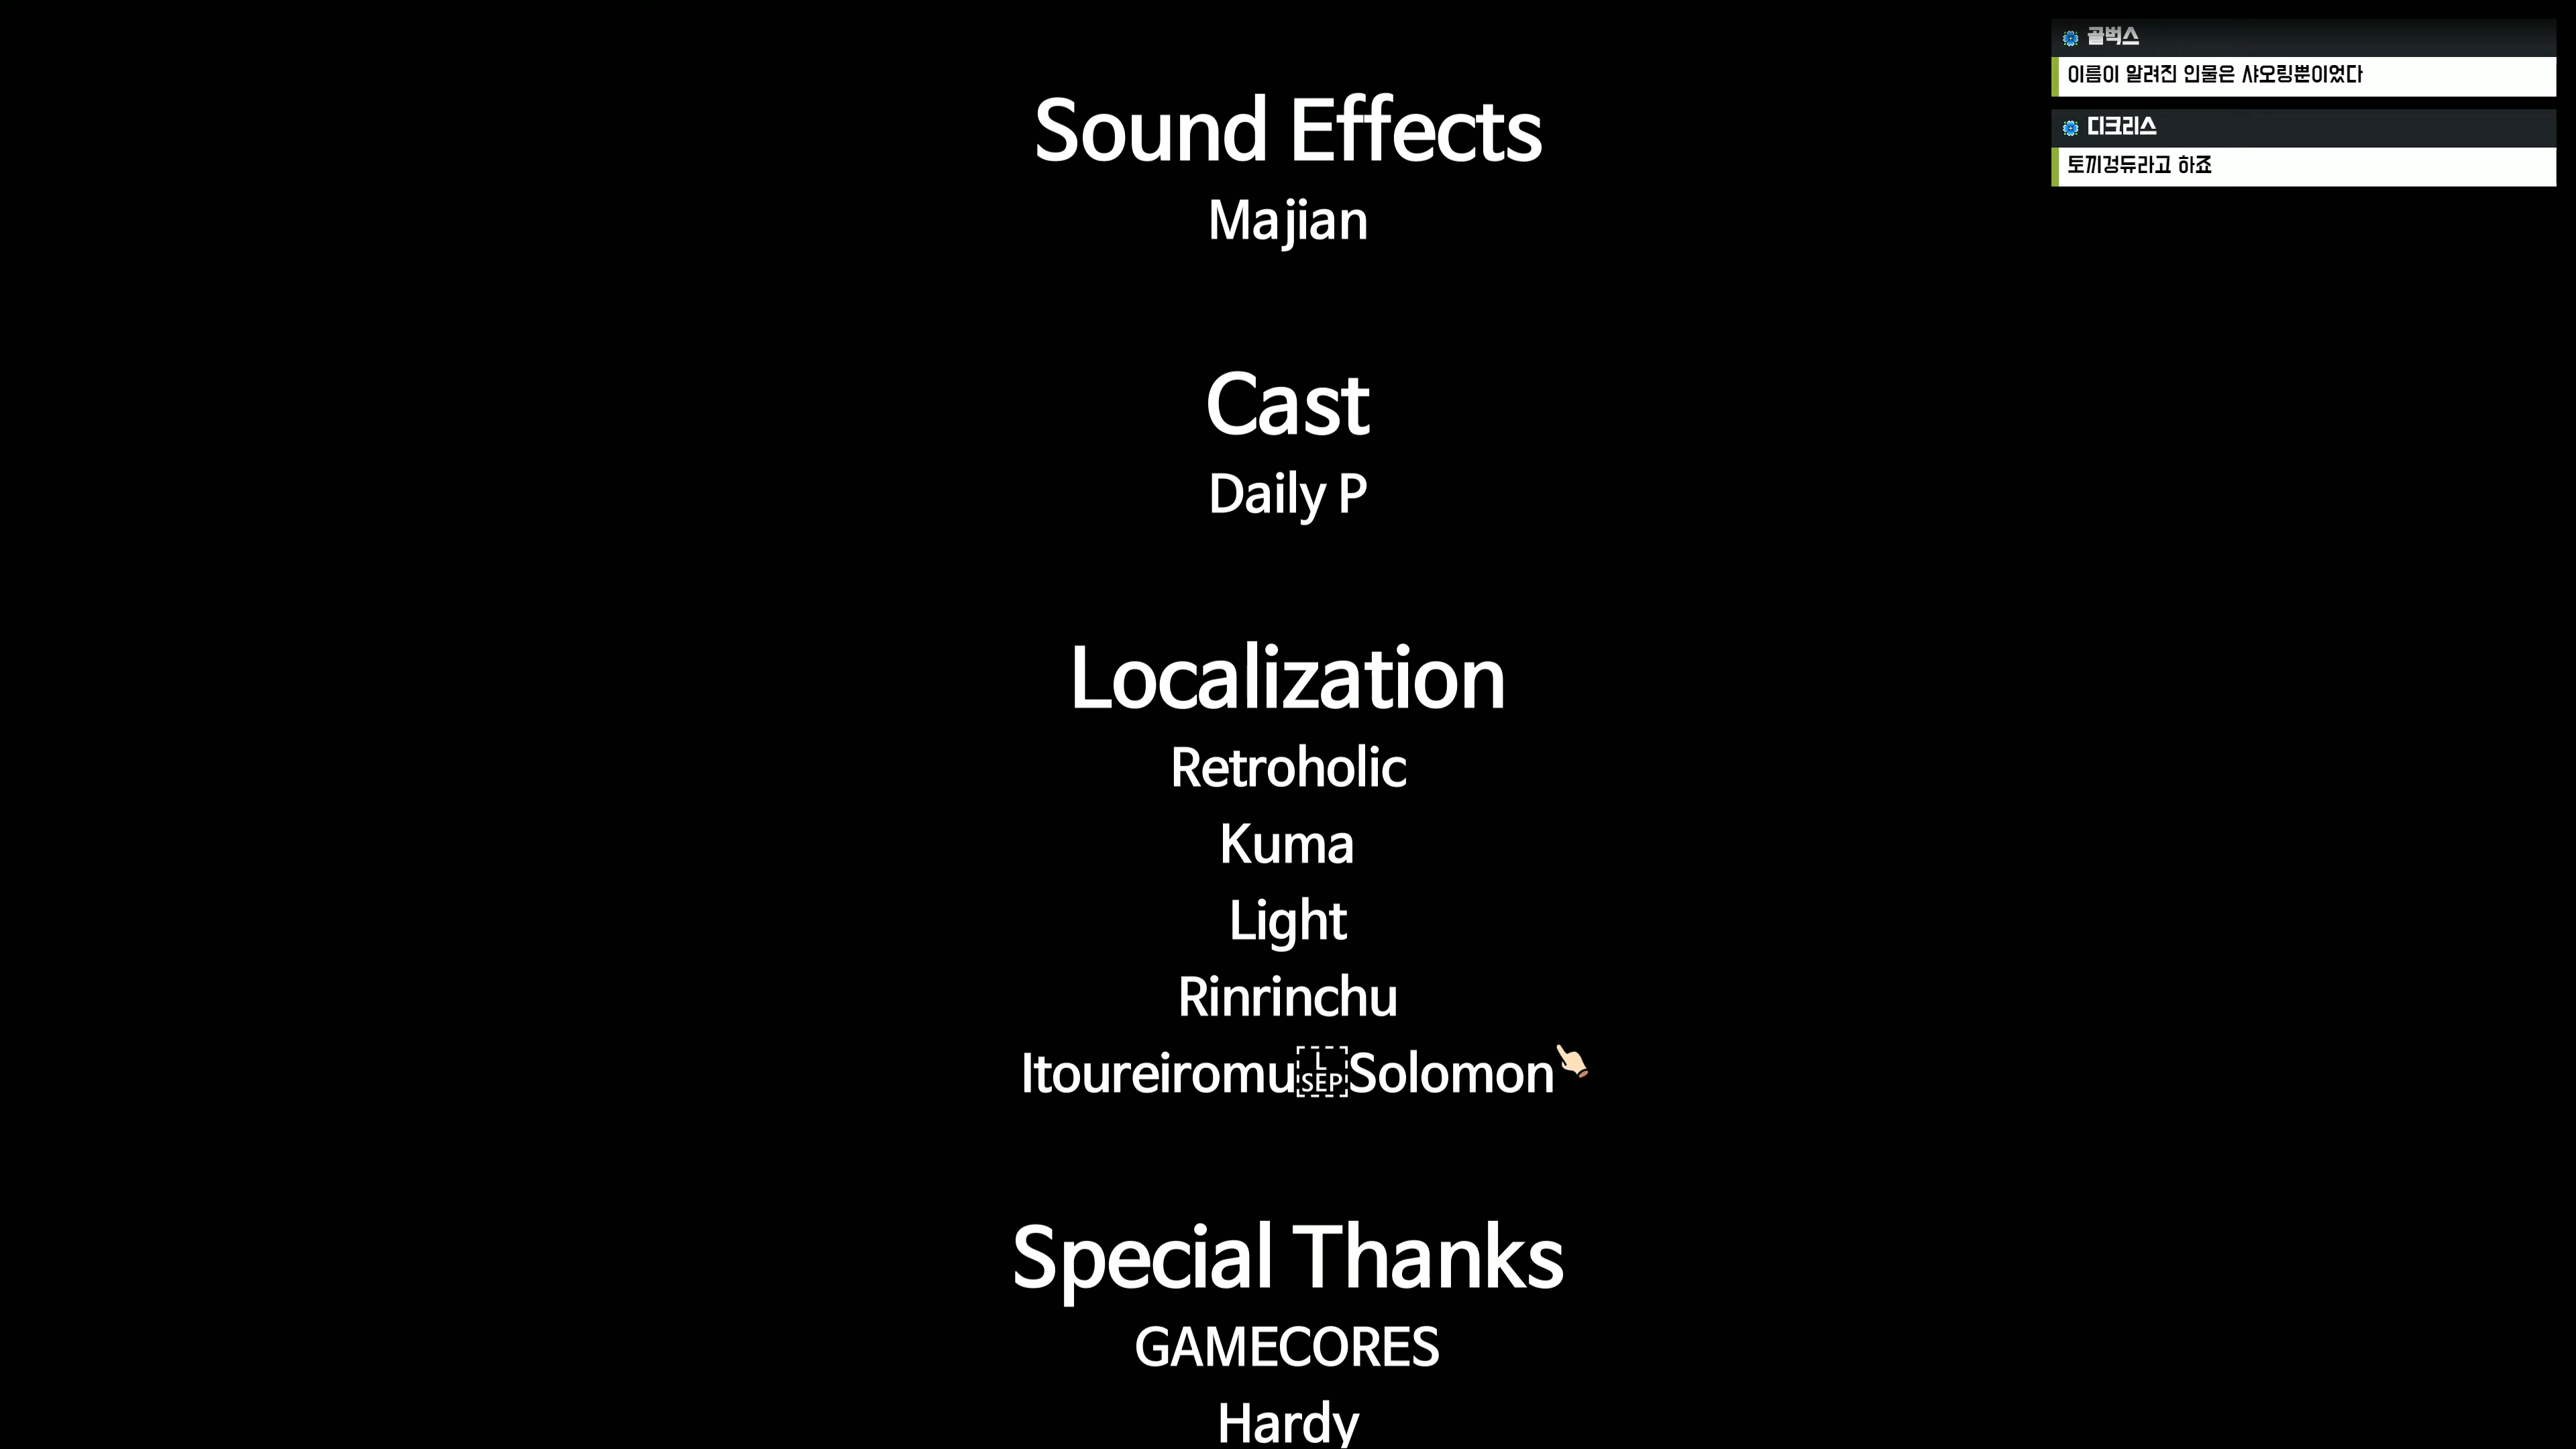 Sound Effects
Majian
Cast
Daily P
Localization
Retroholic
Kuma
Light
Rinrinchu
Itoureiromu
L
SEP
Solomon
Special Thanks
GAMECORES
Hardy
골벅스
이름이 알려진 인물은 샤오링뿐이었다
디크리스
토끼겅듀라고 하죠